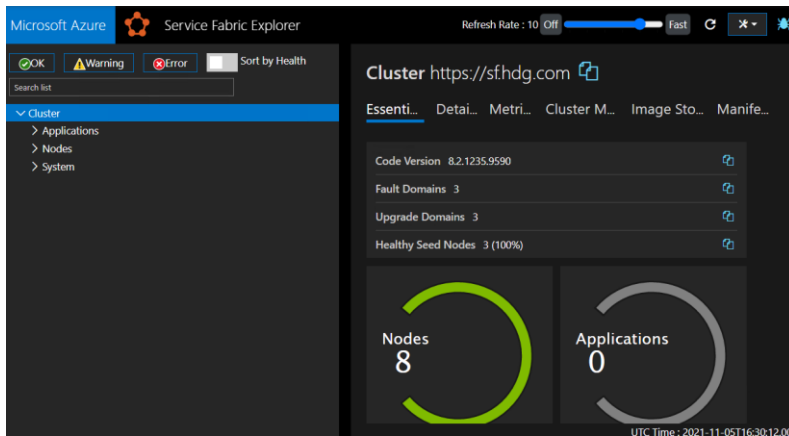 Microsoft Azure
Service Fabric Explorer
Refresh Rate : 10 Off Fast
OK Warning Error Sort by Health
Search list
Cluster
Applications
Nodes
System
Cluster https://sf.hdg.com
Essenti... Detai... Metri... Cluster M... Image Sto... Manife...
Code Version 8.2.1235.9590
Fault Domains 3
Upgrade Domains 3
Healthy Seed Nodes 3 (100%)
Nodes
8
Applications
0
UTC Time : 2021-11-05T16:30:12.00